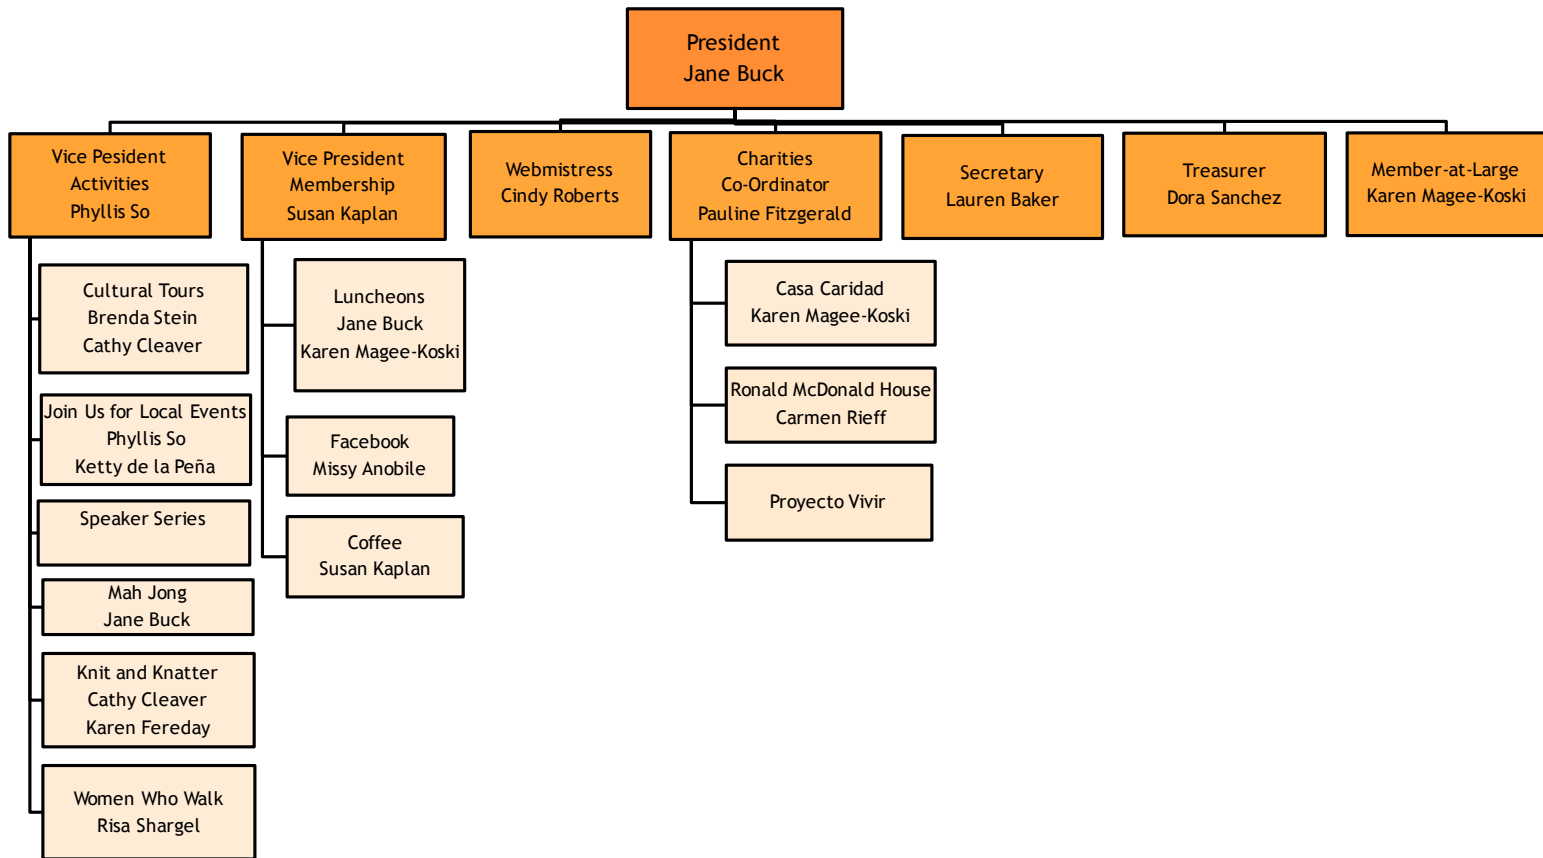 President
Jane Buck
Vice Pesident
Activities
Phyllis So
Vice President
Membership
Susan Kaplan
Webmistress
Cindy Roberts
Charities
Co-Ordinator
Pauline Fitzgerald
Secretary
Lauren Baker
Treasurer
Dora Sanchez
Member-at-Large
Karen Magee-Koski
Cultural Tours
Brenda Stein
Cathy Cleaver
Join Us for Local Events
Phyllis So
Ketty de la Peña
Speaker Series
Mah Jong
Jane Buck
Knit and Knatter
Cathy Cleaver
Karen Fereday
Women Who Walk
Risa Shargel
Luncheons
Jane Buck
Karen Magee-Koski
Facebook
Missy Anobile
Coffee
Susan Kaplan
Casa Caridad
Karen Magee-Koski
Ronald McDonald House
Carmen Rieff
Proyecto Vivir